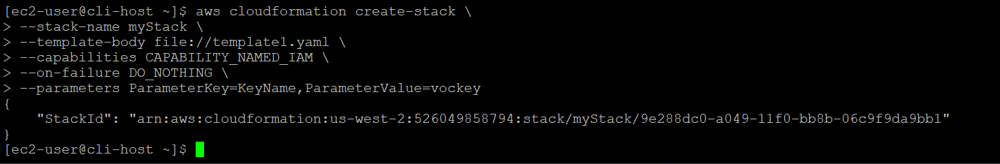 [ec2-user@cli-host ~]$ aws cloudformation create-stack \
> --stack-name myStack \
> --template-body file://template1.yaml \
> --capabilities CAPABILITY_NAMED_IAM \
> --on-failure DO_NOTHING \
> --parameters ParameterKey=KeyName,ParameterValue=vockey
{
    "StackId": "arn:aws:cloudformation:us-west-2:526049858794:stack/myStack/9e288dc0-a049-11f0-bb8b-06c9f9da9bb1"
}
[ec2-user@cli-host ~]$